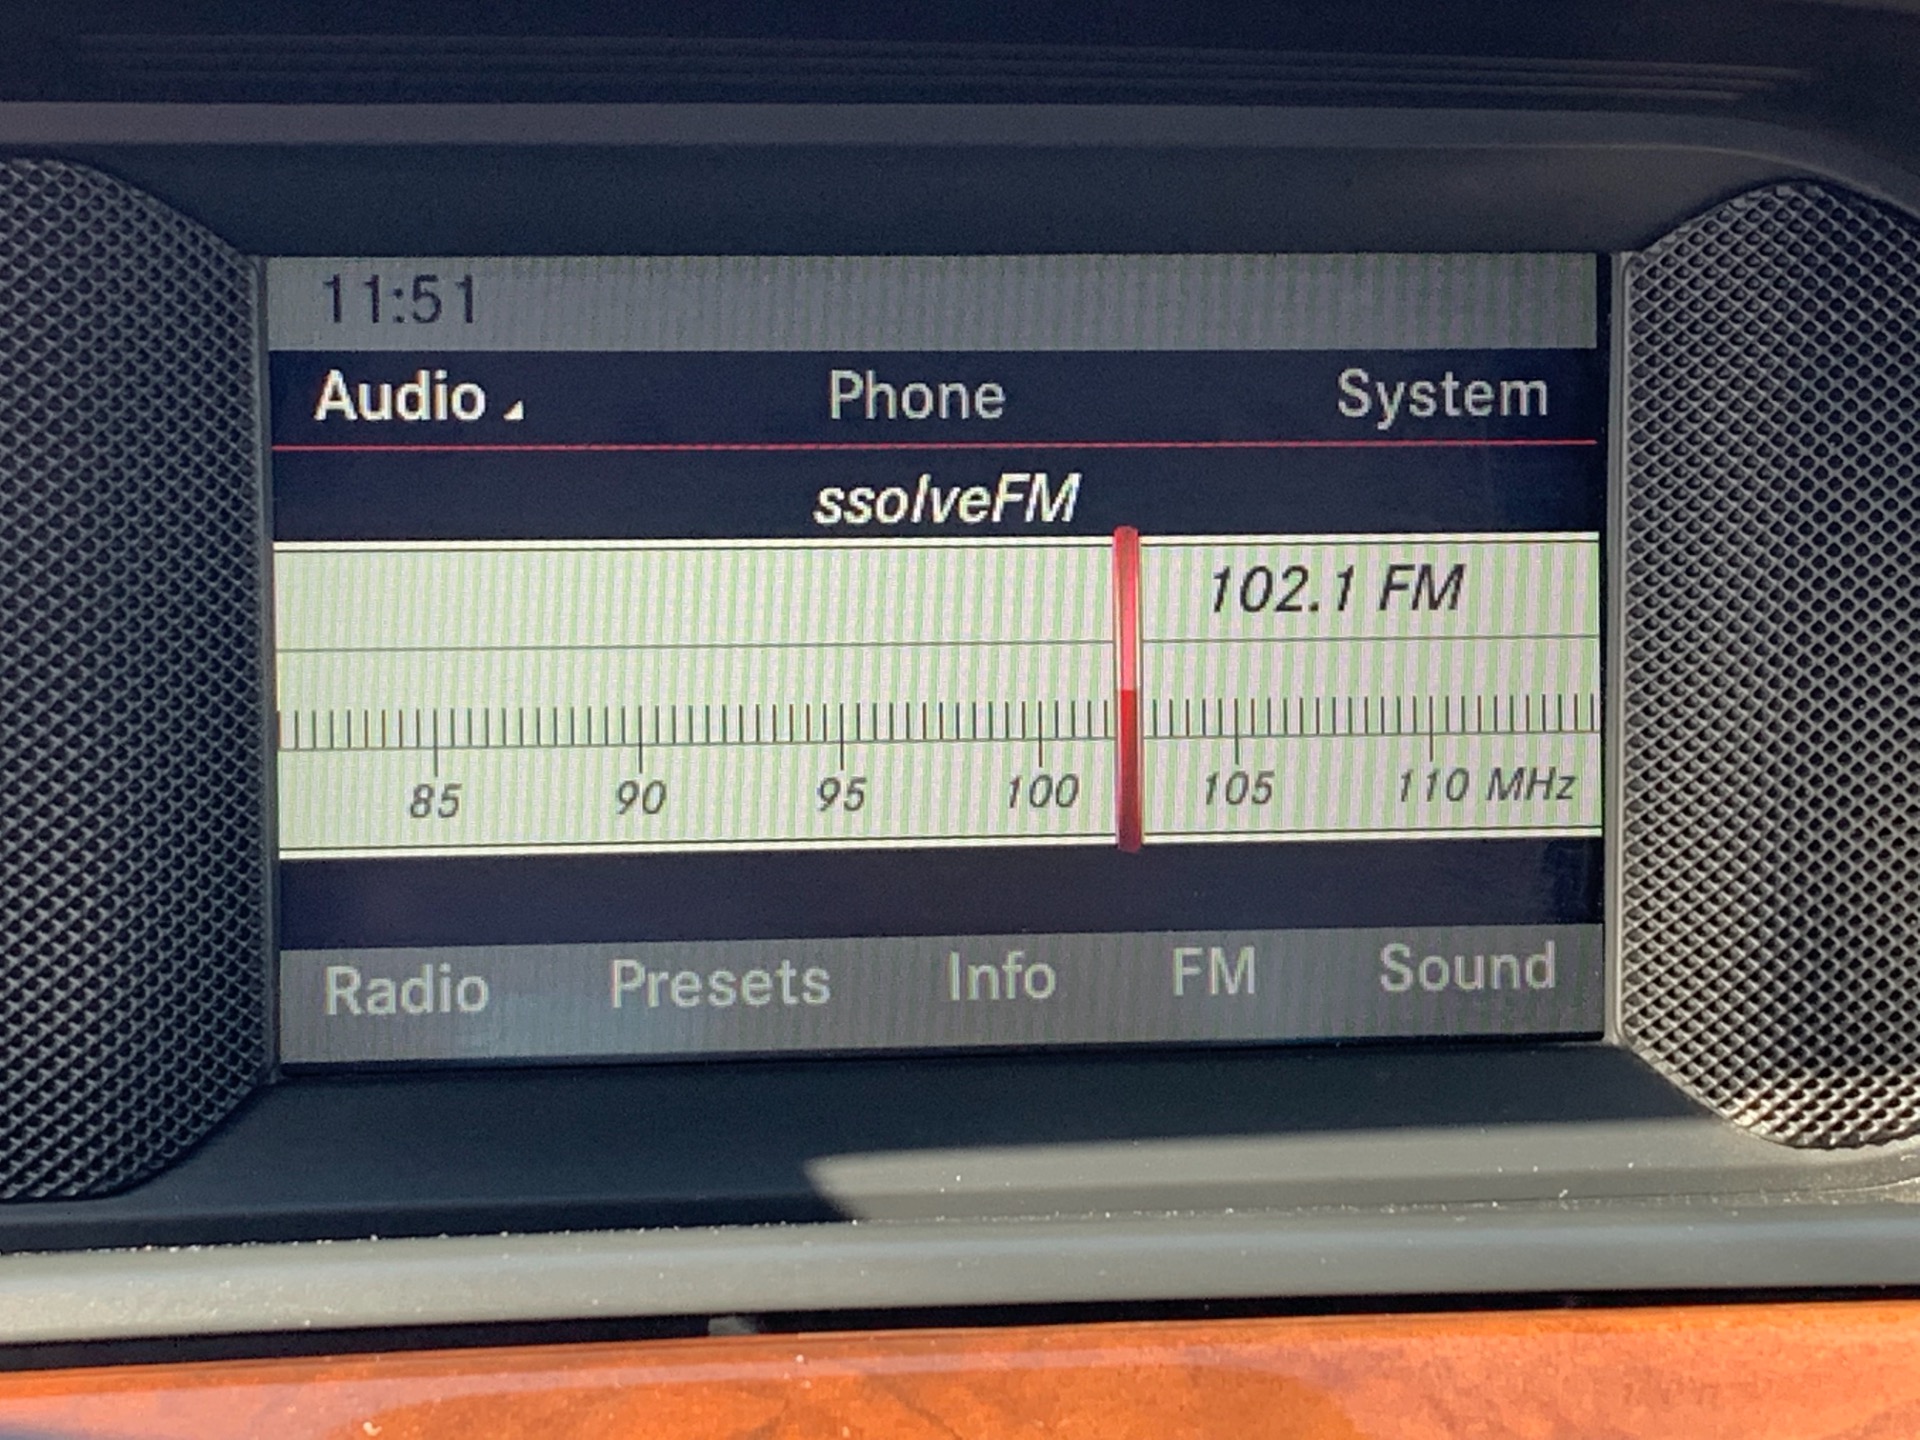 11:51
Audio Phone System
ssolveFM
102.1 FM
85 90 95 100 105 110 MHz
Radio Presets Info FM Sound